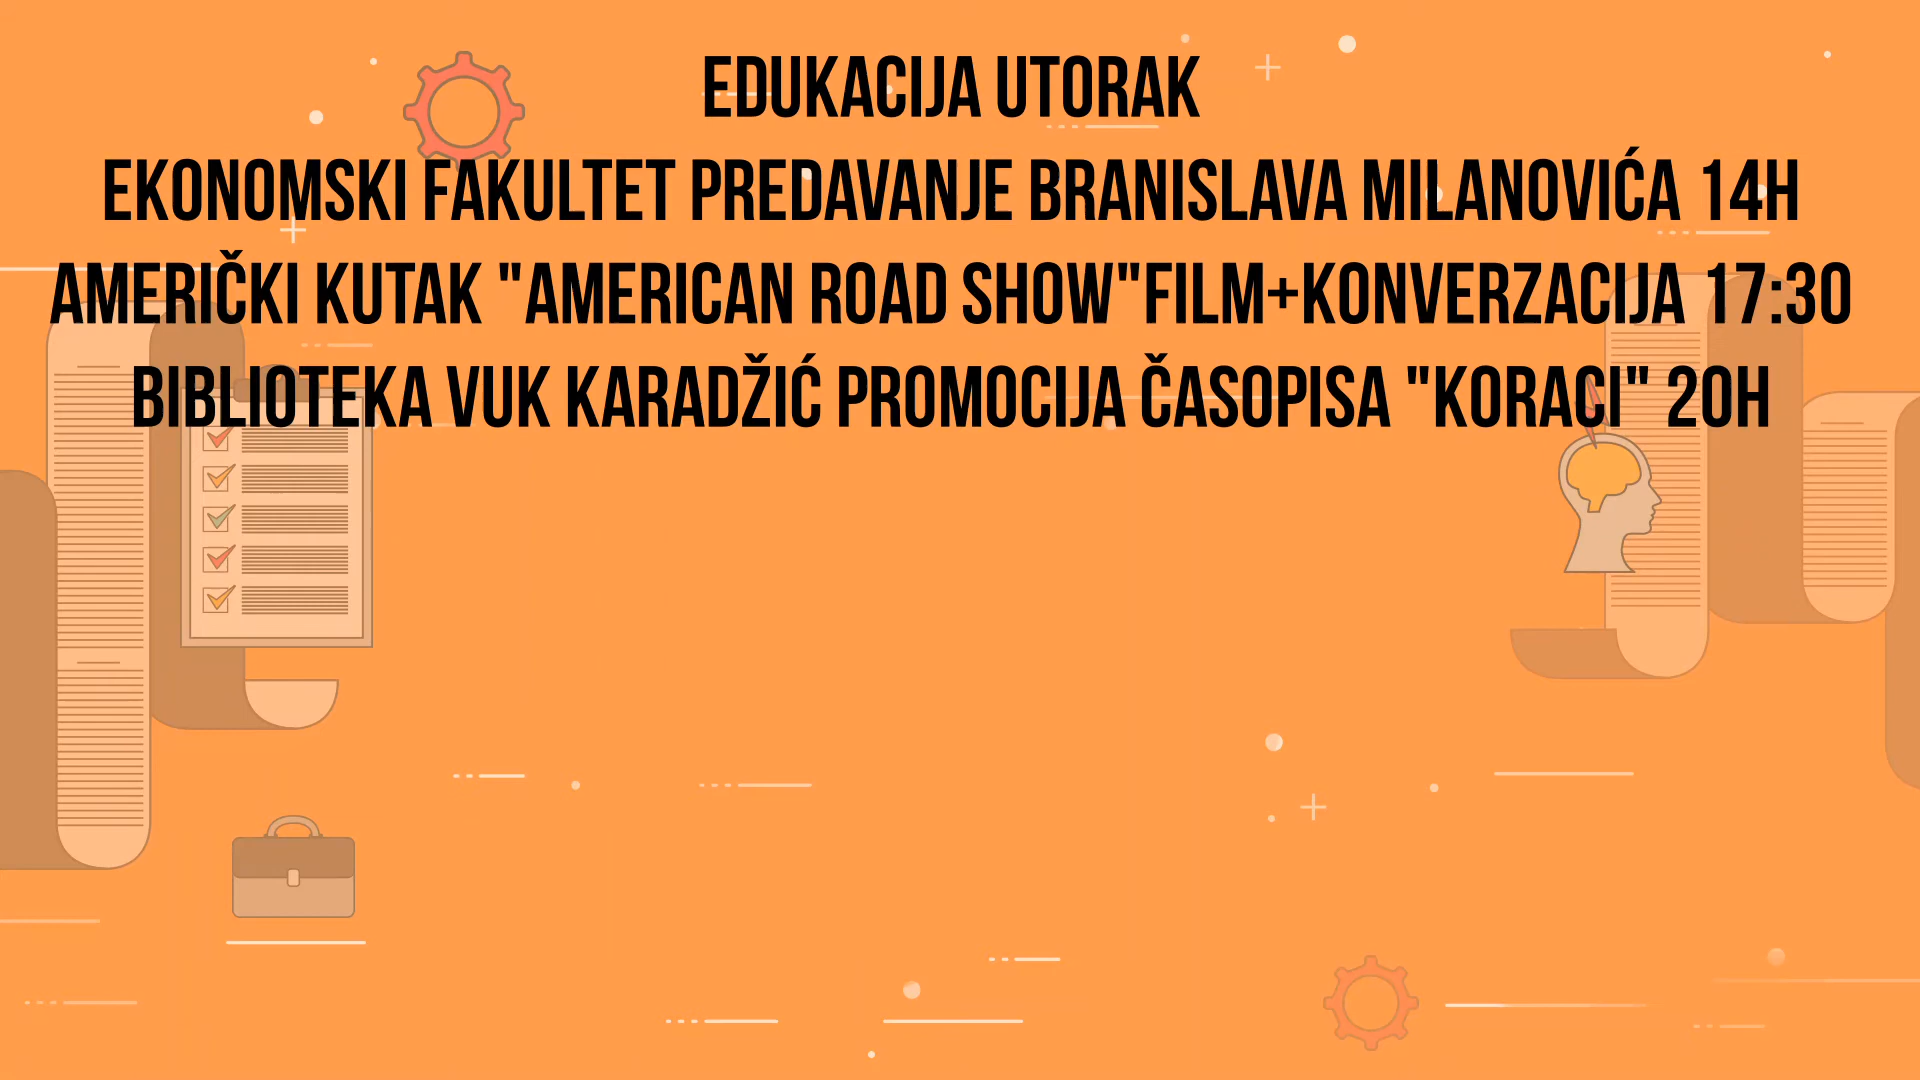 EDUKACIJA UTORAK
EKONOMSKI FAKULTET PREDAVANJE BRANISLAVA MILANOVIĆA 14H
AMERIČKI KUTAK "AMERICAN ROAD SHOW"FILM+KONVERZACIJA 17:30
BIBLIOTEKA VUK KARADŽIĆ PROMOCIJA ČASOPISA "KORACI" 20H